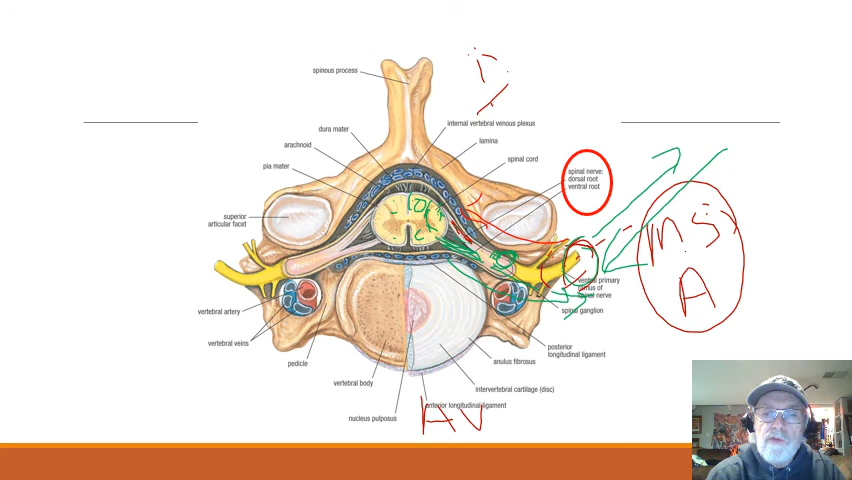 spinous process
dura mater
arachnoid
pia mater
superior
articular facet
vertebral artery
vertebral veins
pedicle
vertebral body
nucleus pulposus
internal vertebral venous plexus
lamina
spinal cord
spinal nerve:
dorsal root
ventral root
ventral primary
ramus of
spinal nerve
spinal ganglion
posterior
longitudinal ligament
anulus fibrosus
intervertebral cartilage (disc)
anterior longitudinal ligament
AV